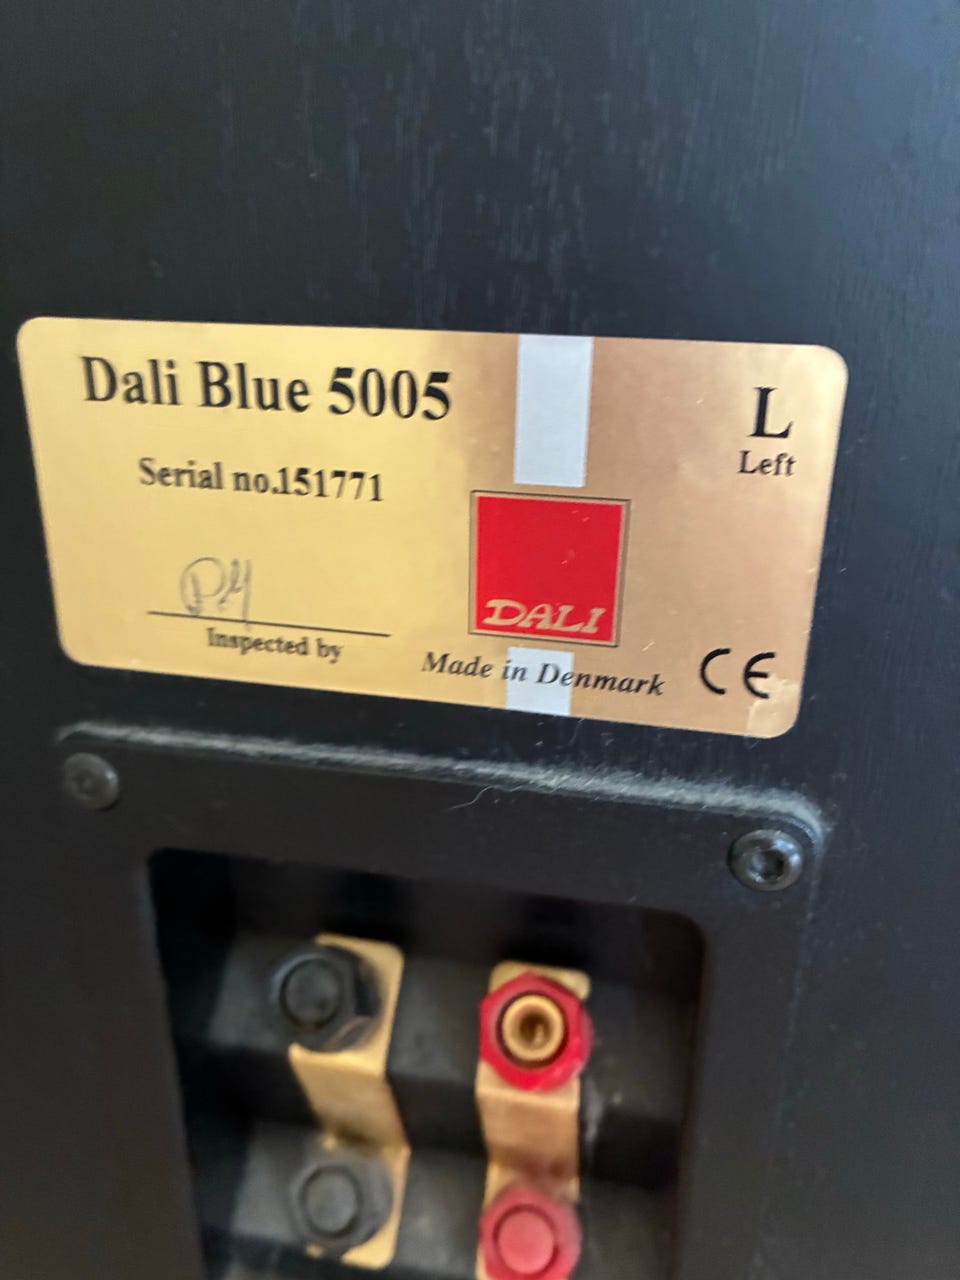 Dali Blue 5005
L
Left
Serial no.151771
DALI
Inspected by
Made in Denmark
CE